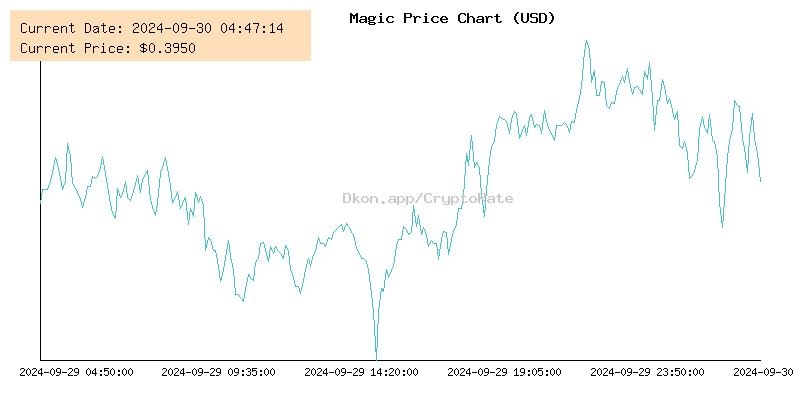 Magic Price Chart (USD)
Current Date: 2024-09-30 04:47:14
Current Price: $0.3950
Dkon.app/CryptoRate
2024-09-29 04:50:00 2024-09-29 09:35:00 2024-09-29 14:20:00 2024-09-29 19:05:00 2024-09-29 23:50:00 2024-09-30